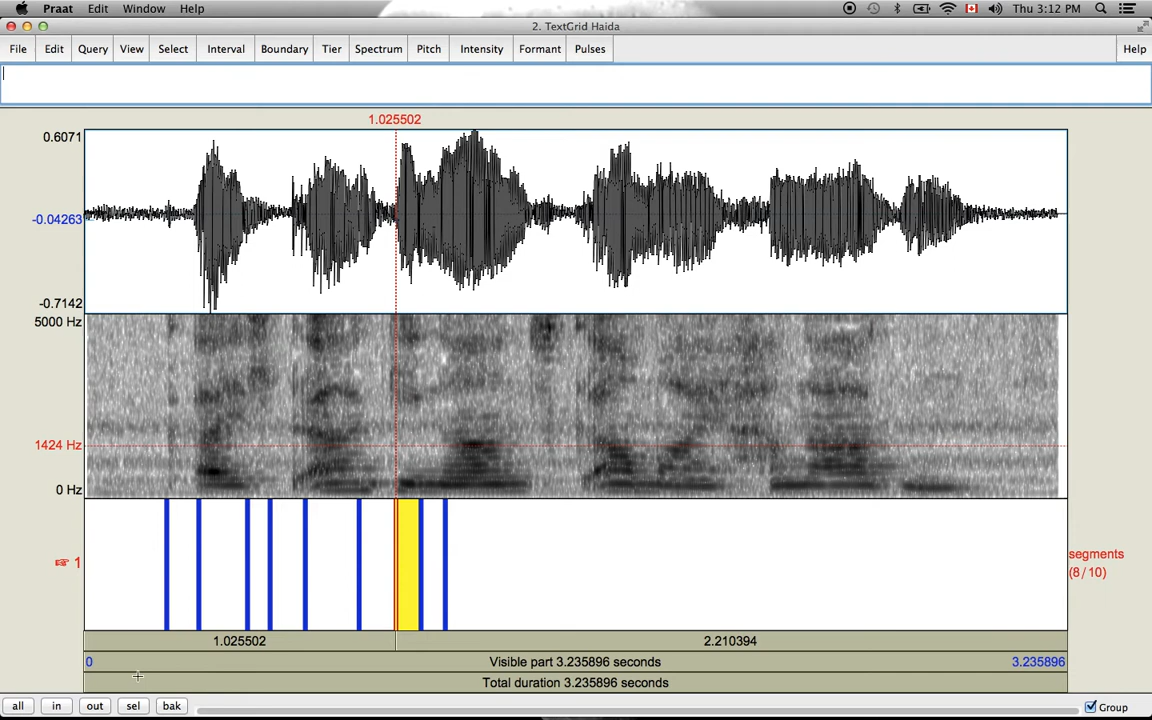 Praat Edit Window Help Thu 3:12 PM
2. TextGrid Haida
File Edit Query View Select Interval Boundary Tier Spectrum Pitch Intensity Formant Pulses Help
1.025502
0.6071
-0.04263
-0.7142
5000 Hz
1424 Hz
0 Hz
☞ 1
segments
(8/10)
1.025502 2.210394
0 Visible part 3.235896 seconds 3.235896
Total duration 3.235896 seconds
all in out sel bak Group